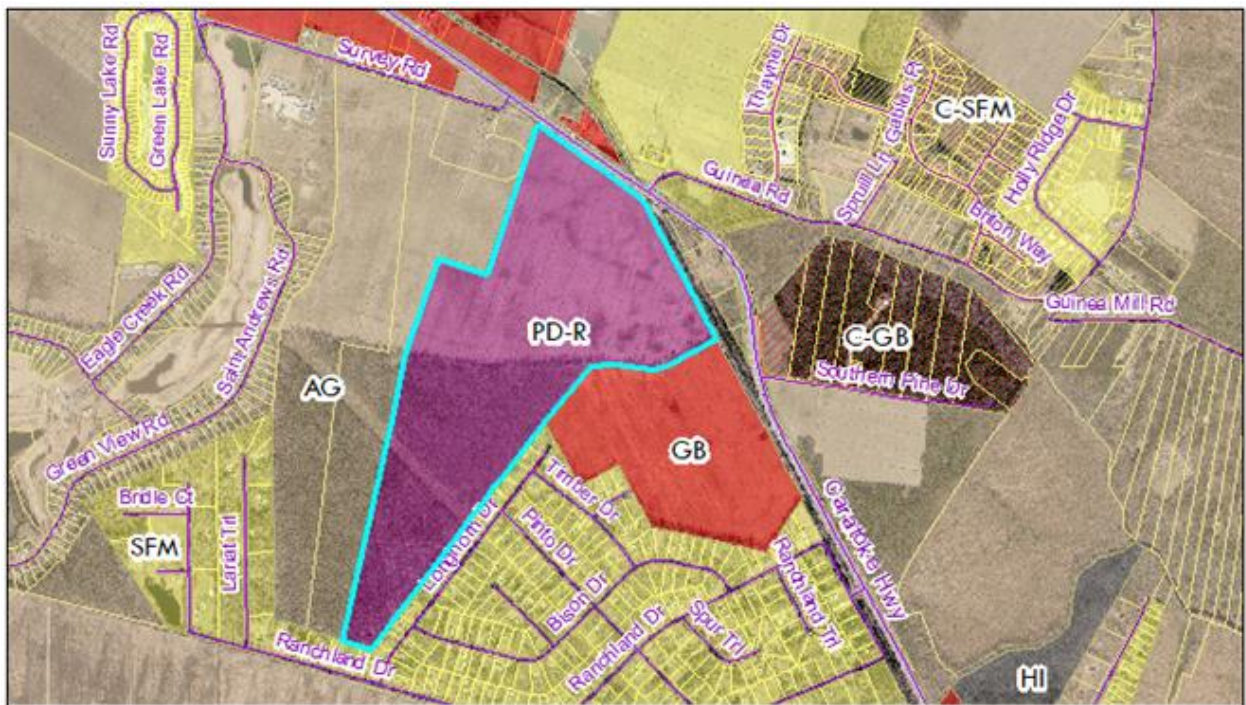 Sunny Lake Rd
Green Lake Rd
Survey Rd
Thayne Dr
Gables Pl
Spruill Ln
C-SFM
Holly Ridge Dr
Briton Way
Guinea Rd
Guinea Mill Rd
Eagle Creek Rd
Saint Andrews Rd
Green View Rd
PD-R
AG
C-GB
Southern Pine Dr
GB
Caratoke Hwy
Bridle Ct
SFM
Lariat Trl
Longhorn Dr
Timber Dr
Pinto Dr
Bison Dr
Ranchland Dr
Ranchland Dr
Spur Trl
Ranchland Trl
HI